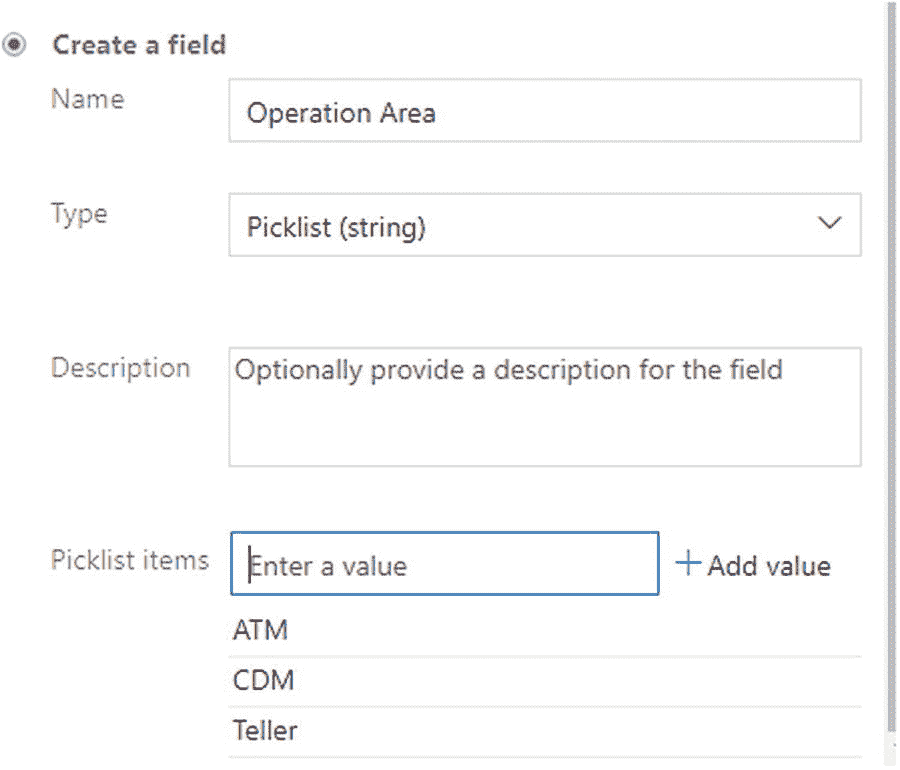 Create a field
Name
Operation Area
Type
Picklist (string)
Description
Optionally provide a description for the field
Picklist items
Enter a value
Add value
ATM
CDM
Teller